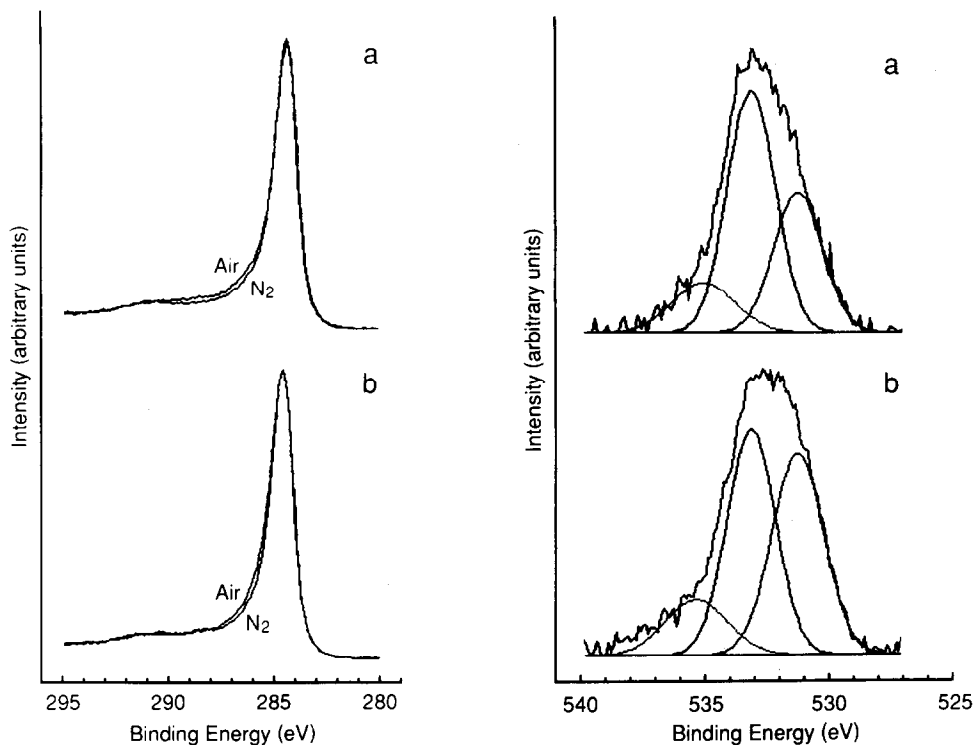 a
Air
N2
b
Air
N2
Intensity (arbitrary units)
295 290 285 280
Binding Energy (eV)
a
b
Intensity (arbitrary units)
540 535 530 525
Binding Energy (eV)